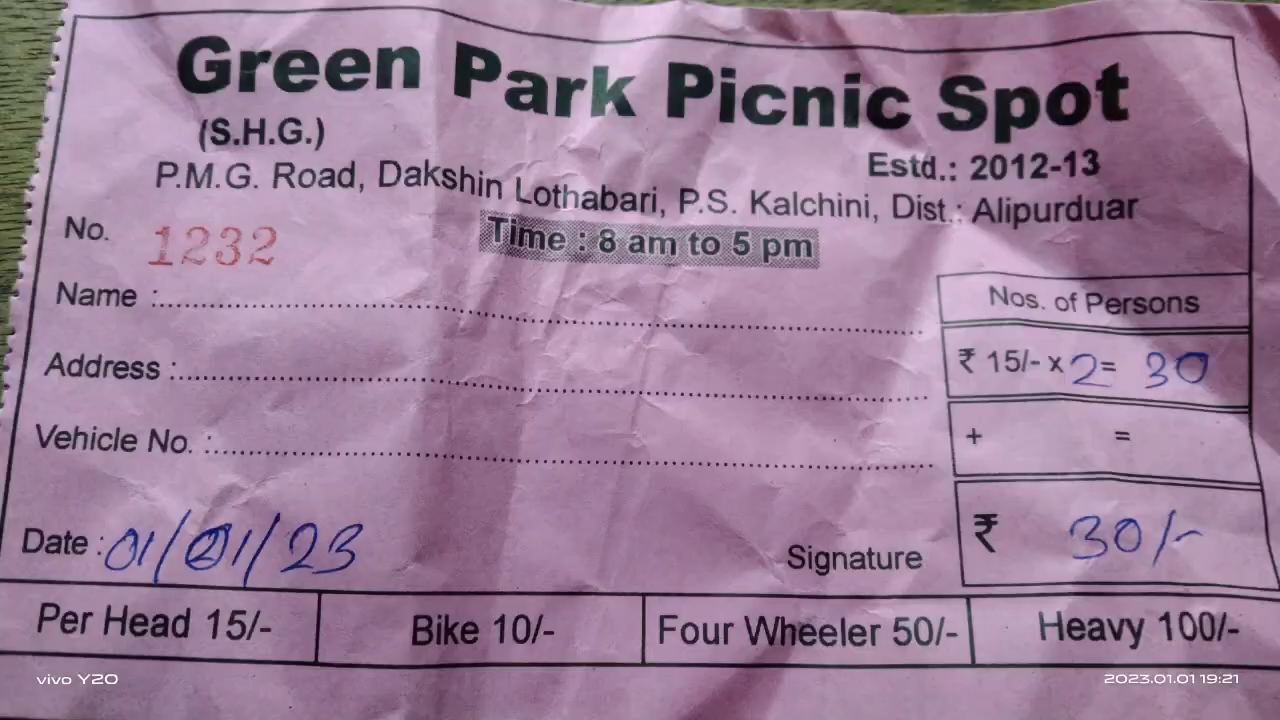 Green Park Picnic Spot
(S.H.G.)
Estd.: 2012-13
P.M.G. Road, Dakshin Lothabari, P.S. Kalchini, Dist.: Alipurduar
No. 1232
Time : 8 am to 5 pm
Name :
Nos. of Persons
Address :
₹ 15/- x 2 = 30
Vehicle No. :
+ =
Date : 01/01/23
Signature
₹ 30/-
Per Head 15/- Bike 10/- Four Wheeler 50/- Heavy 100/-
vivo Y20
2023.01.01 19:21